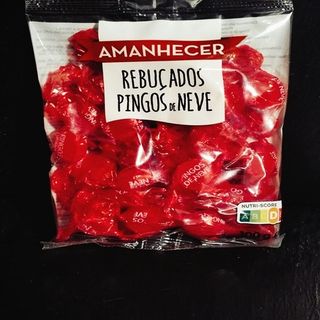 AMANHECER
REBUÇADOS
PINGOS DE NEVE
NUTRI-SCORE
A B C D